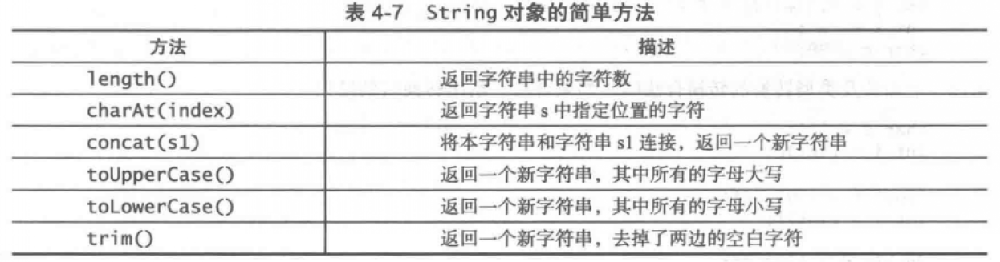 表 4-7 String 对象的简单方法
方法 描述
length() 返回字符串中的字符数
charAt(index) 返回字符串 s 中指定位置的字符
concat(s1) 将本字符串和字符串 s1 连接，返回一个新字符串
toUpperCase() 返回一个新字符串，其中所有的字母大写
toLowerCase() 返回一个新字符串，其中所有的字母小写
trim() 返回一个新字符串，去掉了两边的空白字符